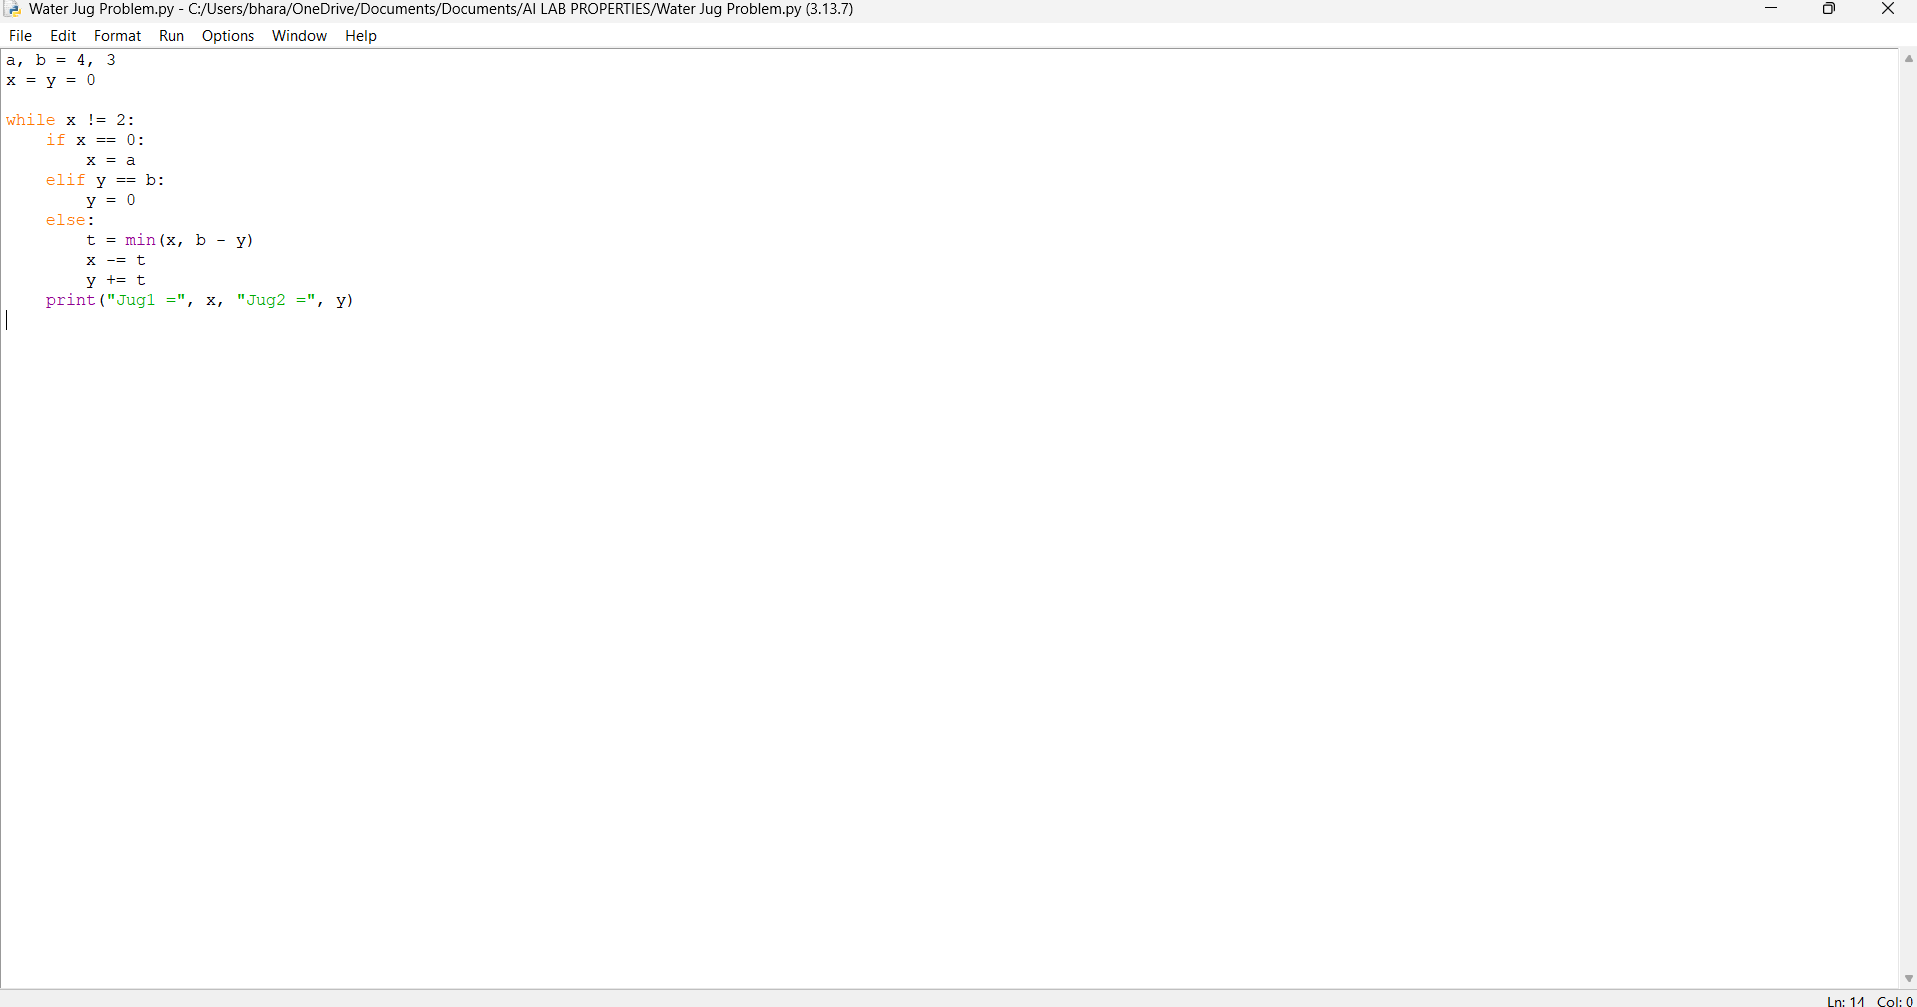 Water Jug Problem.py - C:/Users/bhara/OneDrive/Documents/Documents/AI LAB PROPERTIES/Water Jug Problem.py (3.13.7)
File Edit Format Run Options Window Help
a, b = 4, 3
x = y = 0

while x != 2:
    if x == 0:
        x = a
    elif y == b:
        y = 0
    else:
        t = min(x, b - y)
        x -= t
        y += t
    print("Jug1 =", x, "Jug2 =", y)
Ln: 14 Col: 0